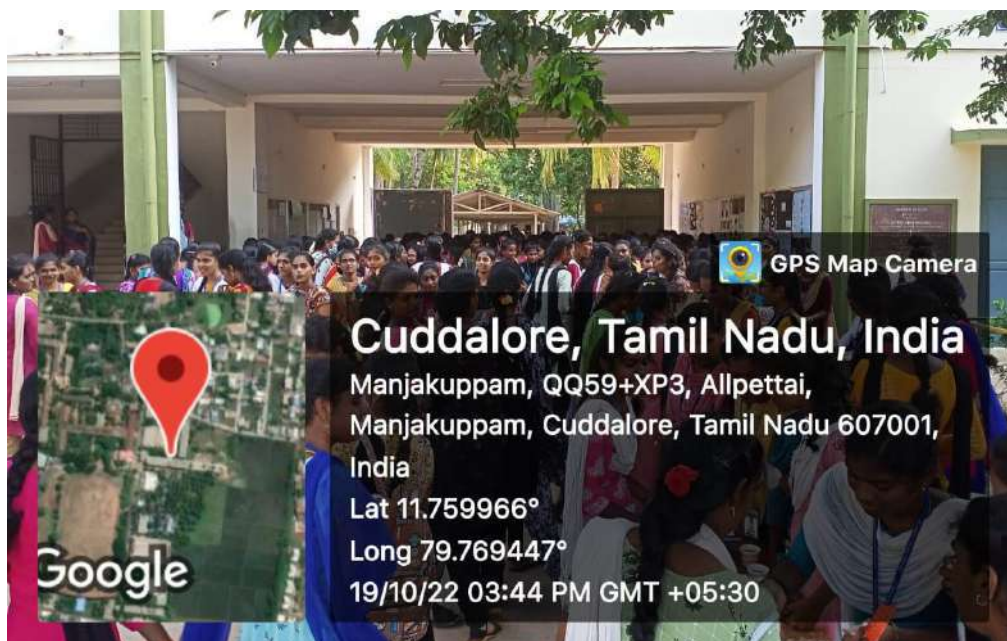 GPS Map Camera
Cuddalore, Tamil Nadu, India
Manjakuppam, QQ59+XP3, Allpettai,
Manjakuppam, Cuddalore, Tamil Nadu 607001,
India
Lat 11.759966°
Long 79.769447°
19/10/22 03:44 PM GMT +05:30
Google